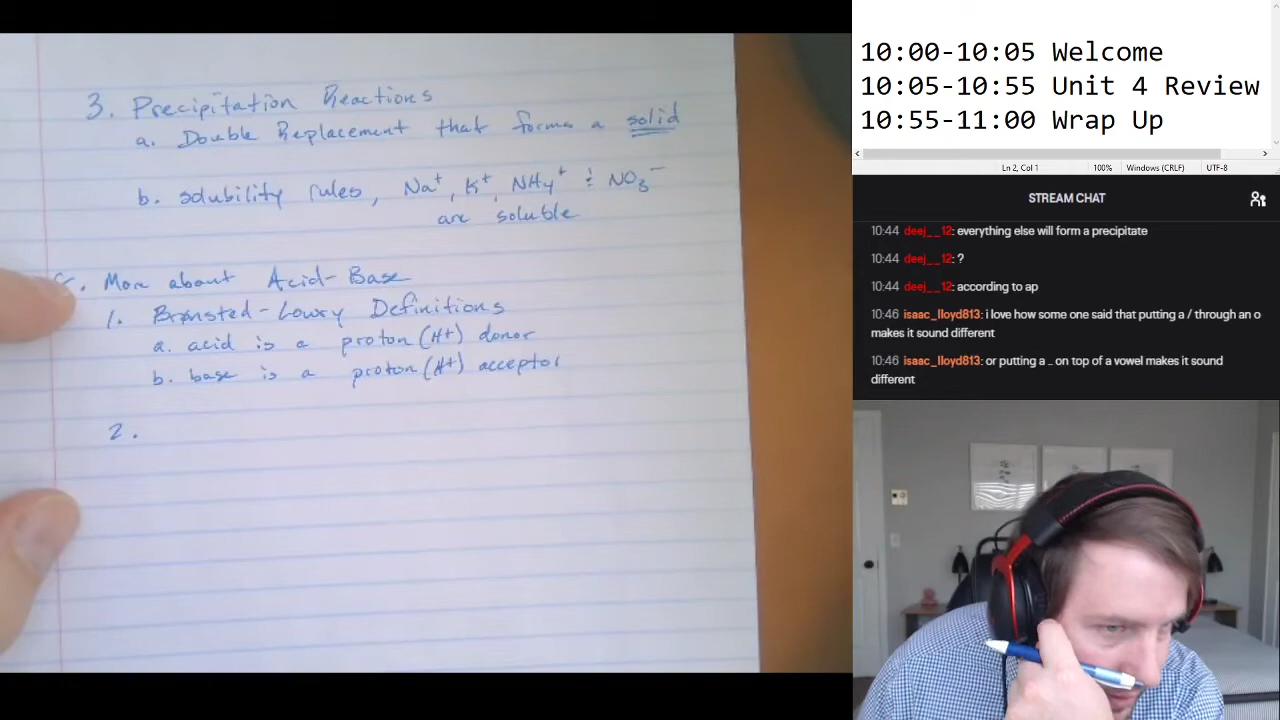 3. Precipitation Reactions
a. Double Replacement that forms a solid
b. solubility rules, Na+, K+, NH4+ & NO3-
are soluble
More about Acid-Base
1. Brønsted-Lowry Definitions
a. acid is a proton (H+) donor
b. base is a proton (H+) acceptor
2.
10:00-10:05 Welcome
10:05-10:55 Unit 4 Review
10:55-11:00 Wrap Up
Ln 2, Col 1 100% Windows (CRLF) UTF-8
STREAM CHAT
10:44 deej__12: everything else will form a precipitate
10:44 deej__12: ?
10:44 deej__12: according to ap
10:46 isaac_lloyd813: i love how some one said that putting a / through an o
makes it sound different
10:46 isaac_lloyd813: or putting a .. on top of a vowel makes it sound
different